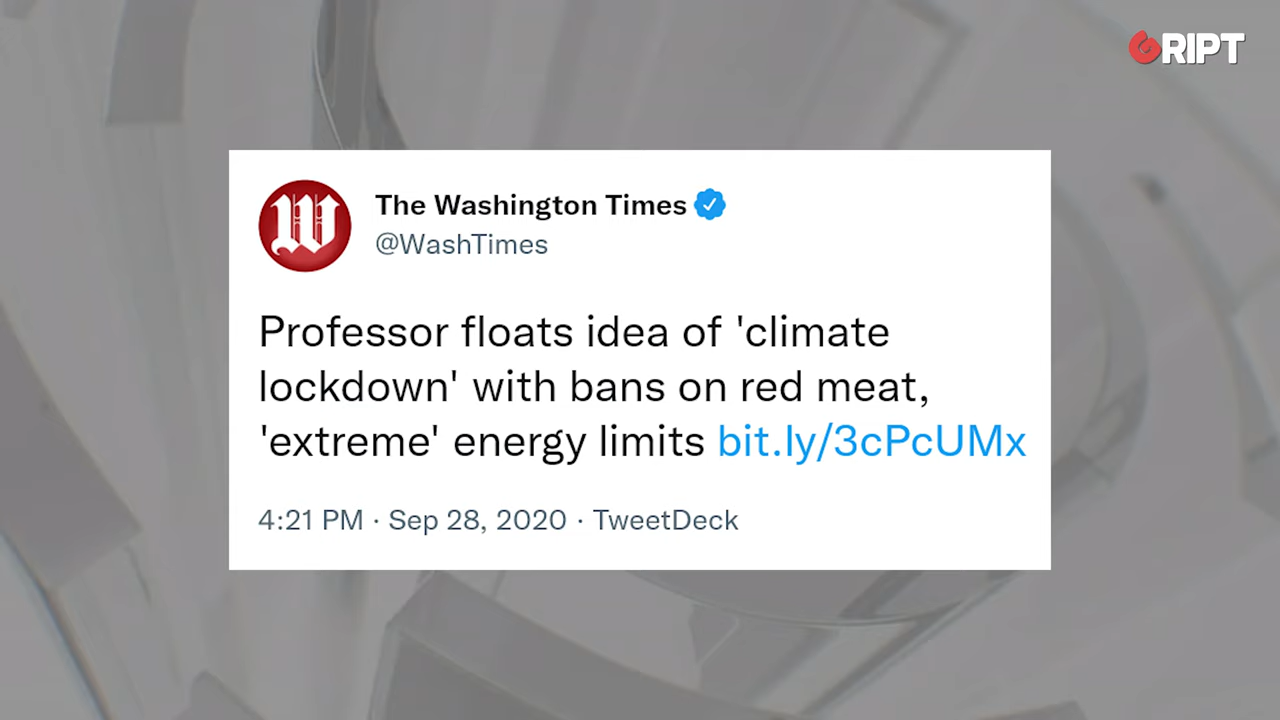 GRIPT
The Washington Times
@WashTimes
Professor floats idea of 'climate
lockdown' with bans on red meat,
'extreme' energy limits bit.ly/3cPcUMx
4:21 PM · Sep 28, 2020 · TweetDeck